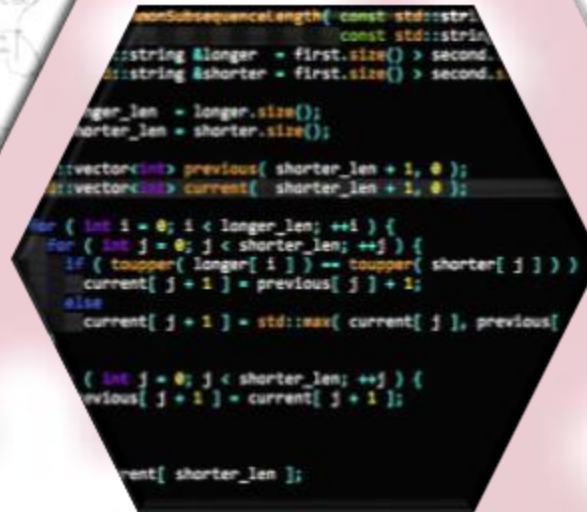 monSubsequenceLength( const std::stri
const std::string
::string &longer = first.size() > second.
::string &shorter = first.size() > second.s
nger_len = longer.size();
horter_len = shorter.size();
::vector<int> previous( shorter_len + 1, 0 );
::vector<int> current( shorter_len + 1, 0 );
for ( int i = 0; i < longer_len; ++i ) {
for ( int j = 0; j < shorter_len; ++j ) {
if ( toupper( longer[ i ] ) == toupper( shorter[ j ] ) )
current[ j + 1 ] = previous[ j ] + 1;
else
current[ j + 1 ] = std::max( current[ j ], previous[
( int j = 0; j < shorter_len; ++j ) {
evious[ j + 1 ] = current[ j + 1 ];
rent[ shorter_len ];